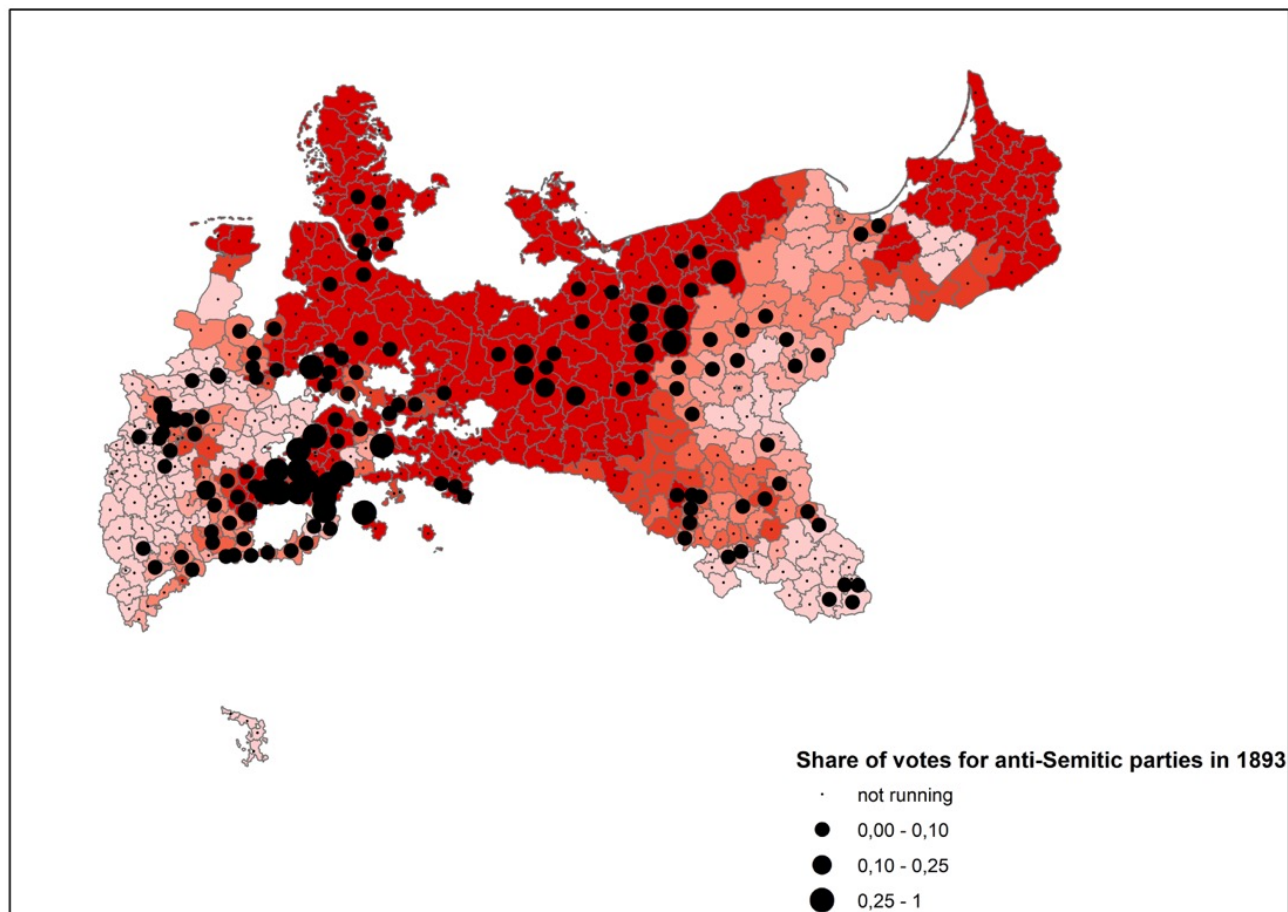 Share of votes for anti-Semitic parties in 1893
not running
0,00 - 0,10
0,10 - 0,25
0,25 - 1